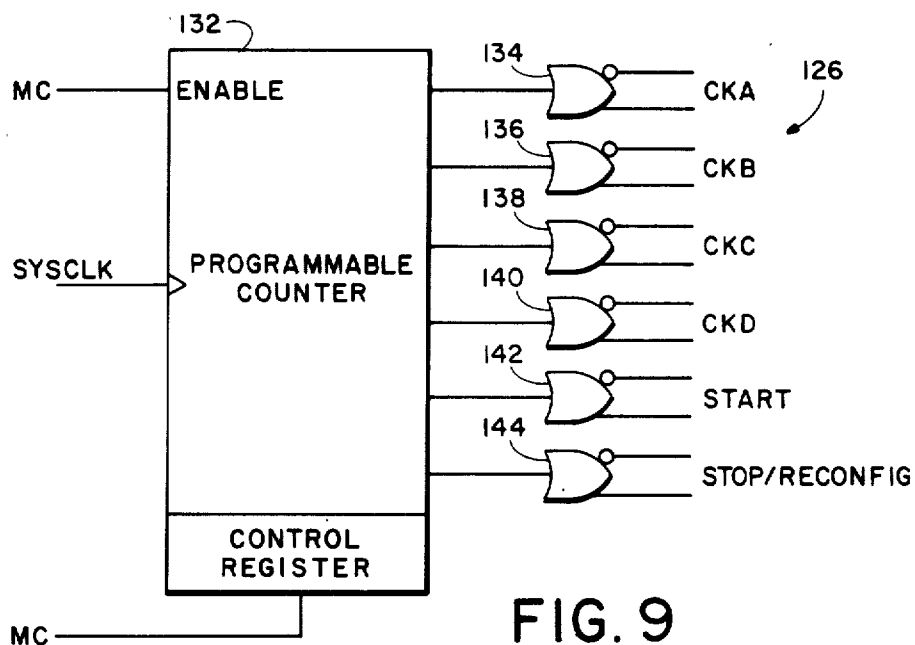 132
MC
ENABLE
SYSCLK
PROGRAMMABLE
COUNTER
CONTROL
REGISTER
MC
134
CKA
126
136
CKB
138
CKC
140
CKD
142
START
144
STOP/RECONFIG
FIG. 9